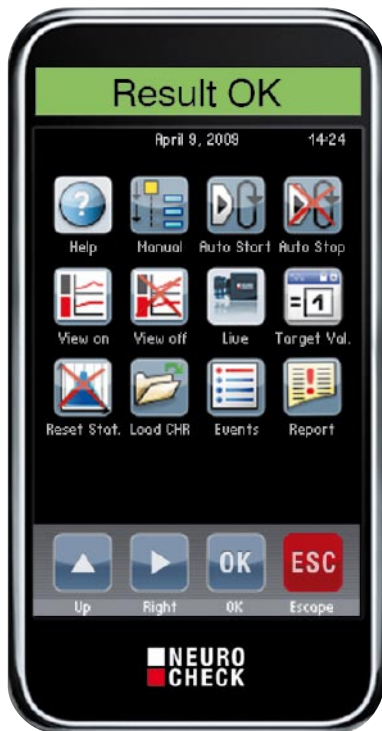 Result OK
April 9, 2009 14:24
Help Manual Auto Start Auto Stop
=1
View on View off Live Target Val.
Reset Stat. Load CHR Events Report
OK ESC
Up Right OK Escape
NEURO
CHECK